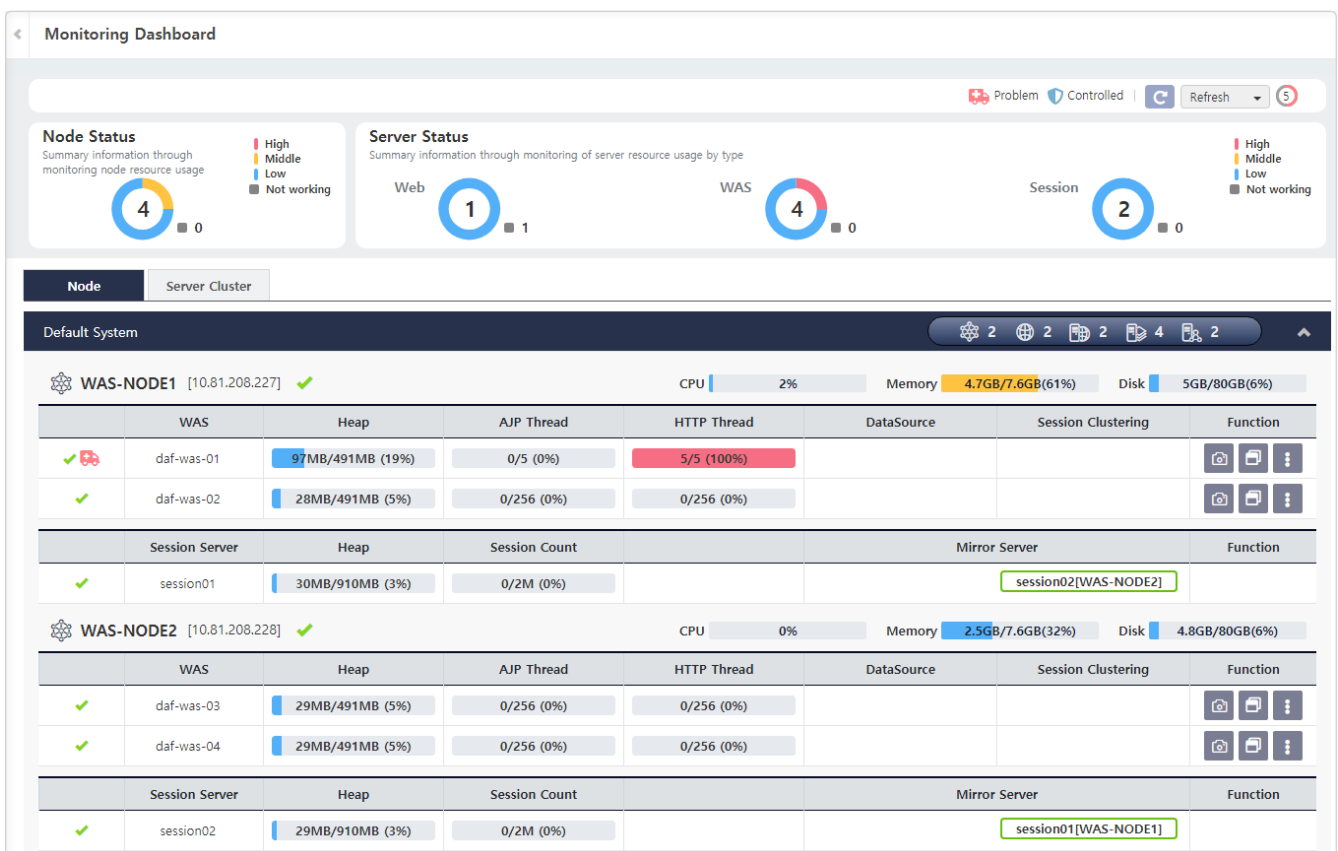 Monitoring Dashboard
Problem Controlled Refresh 5
Node Status
Summary information through
monitoring node resource usage
High
Middle
Low
Not working
4
0
Server Status
Summary information through monitoring of server resource usage by type
High
Middle
Low
Not working
Web 1 1
WAS 4 0
Session 2 0
Node Server Cluster
Default System 2 2 2 4 2
WAS-NODE1 [10.81.208.227] CPU 2% Memory 4.7GB/7.6GB(61%) Disk 5GB/80GB(6%)
WAS Heap AJP Thread HTTP Thread DataSource Session Clustering Function
daf-was-01 97MB/491MB (19%) 0/5 (0%) 5/5 (100%)
daf-was-02 28MB/491MB (5%) 0/256 (0%) 0/256 (0%)
Session Server Heap Session Count Mirror Server Function
session01 30MB/910MB (3%) 0/2M (0%) session02[WAS-NODE2]
WAS-NODE2 [10.81.208.228] CPU 0% Memory 2.5GB/7.6GB(32%) Disk 4.8GB/80GB(6%)
WAS Heap AJP Thread HTTP Thread DataSource Session Clustering Function
daf-was-03 29MB/491MB (5%) 0/256 (0%) 0/256 (0%)
daf-was-04 29MB/491MB (5%) 0/256 (0%) 0/256 (0%)
Session Server Heap Session Count Mirror Server Function
session02 29MB/910MB (3%) 0/2M (0%) session01[WAS-NODE1]